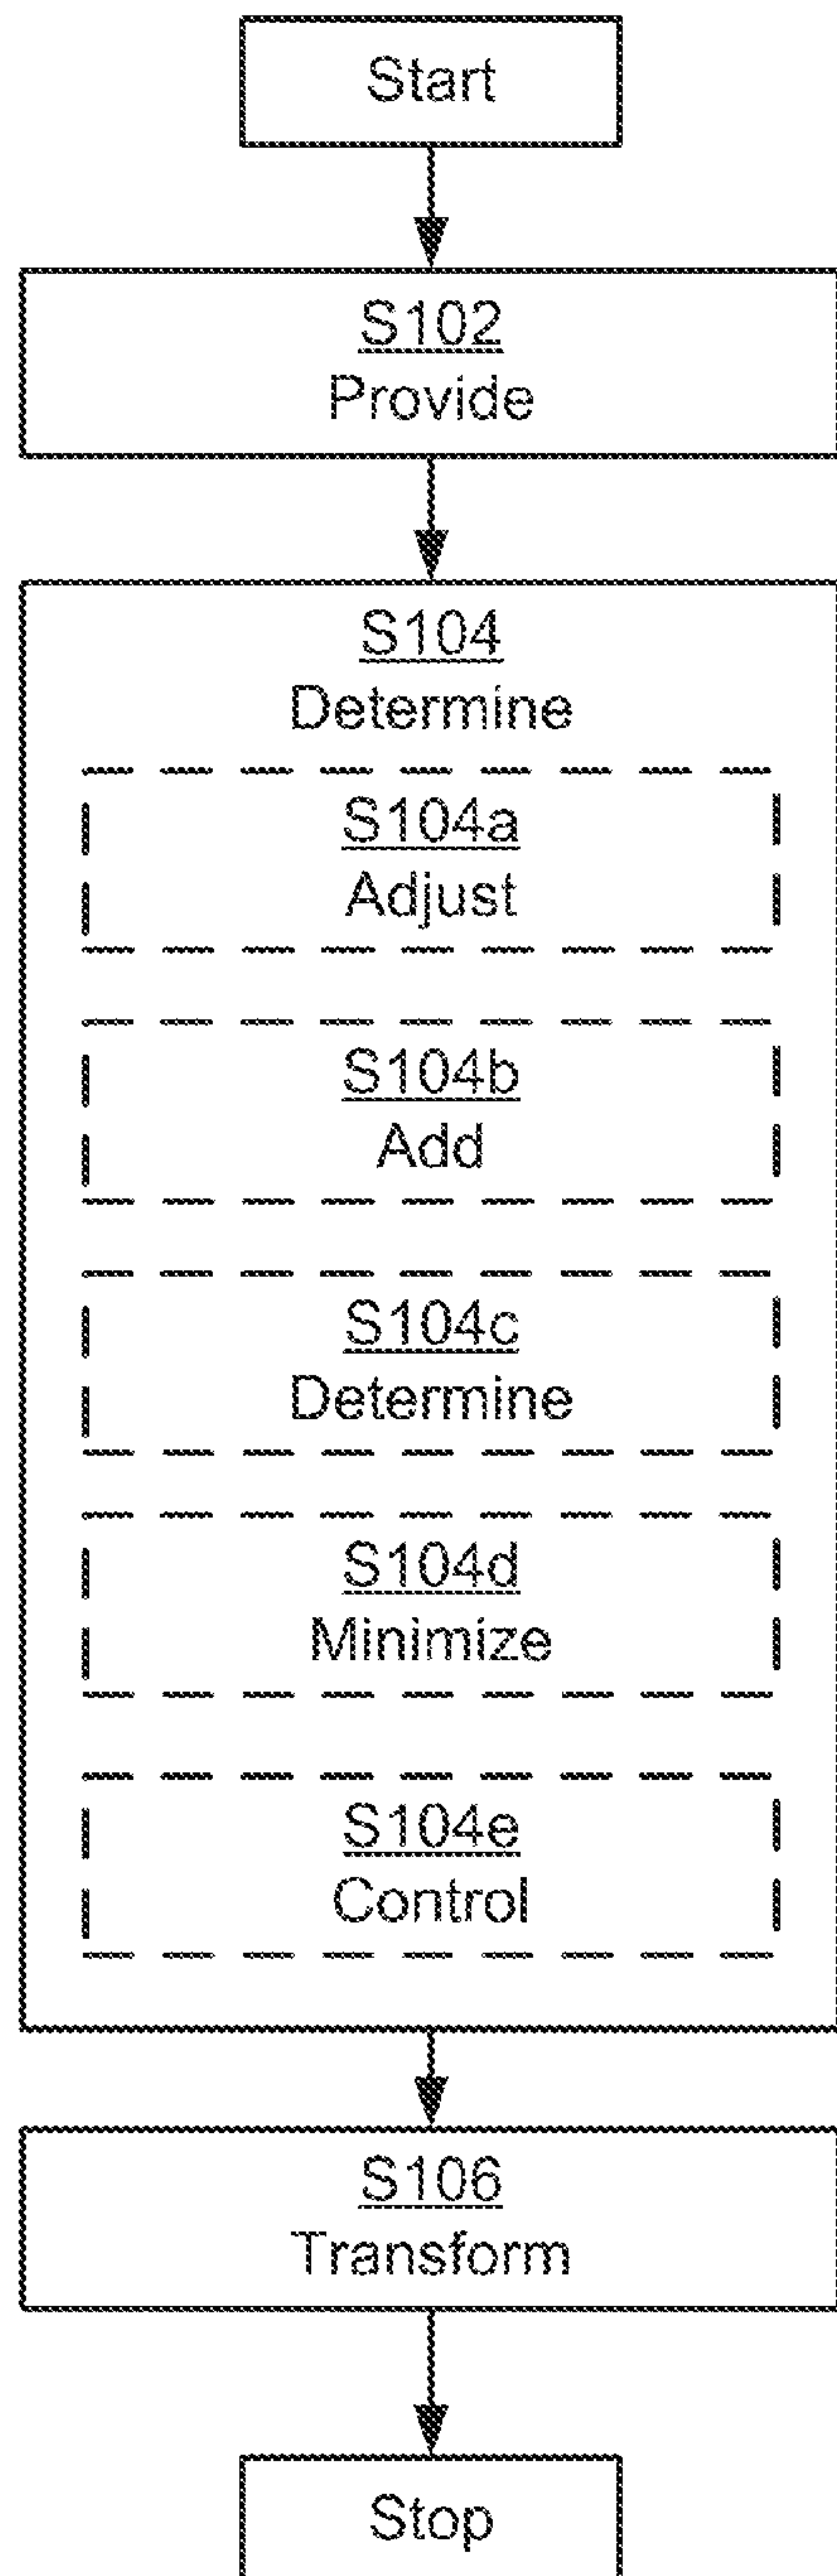 Start
S102
Provide
S104
Determine
S104a
Adjust
S104b
Add
S104c
Determine
S104d
Minimize
S104e
Control
S106
Transform
Stop